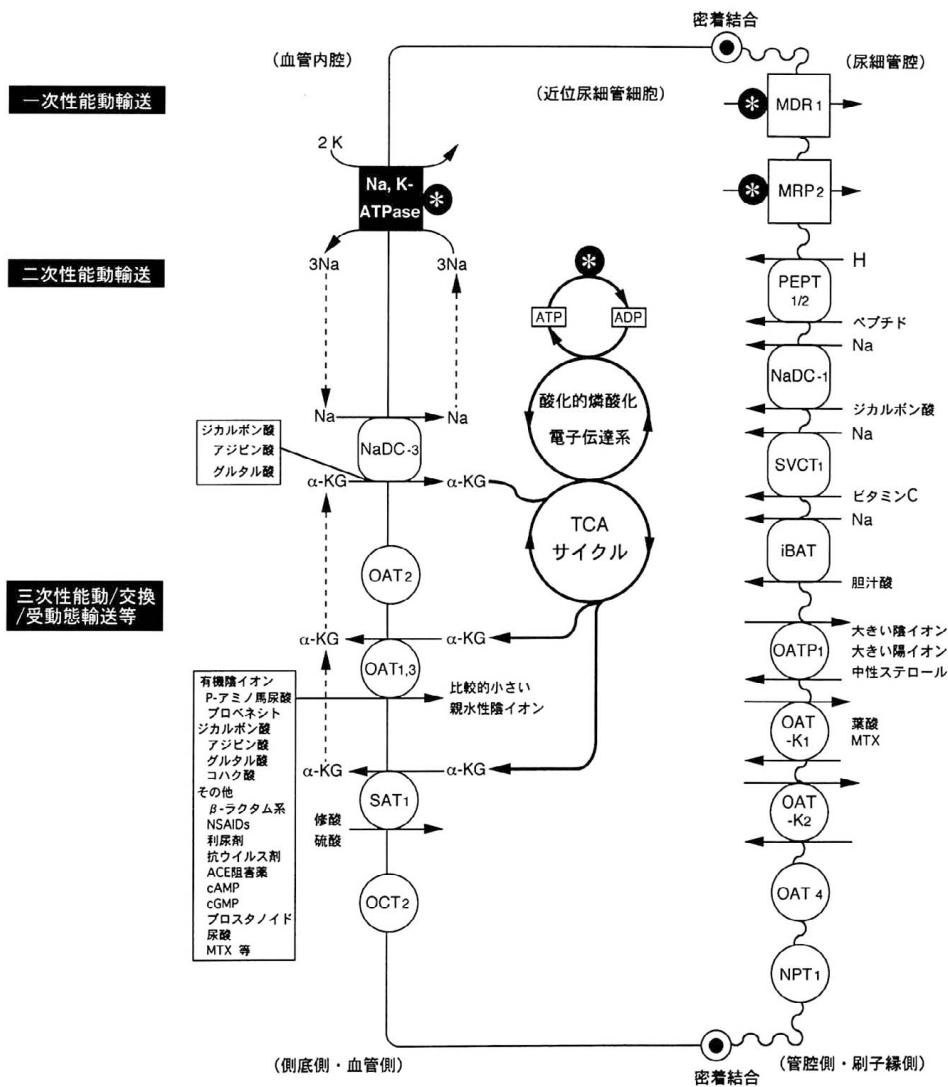 密着結合
(血管内腔)
(近位尿細管細胞)
(尿細管腔)
一次性能動輸送
2 K
Na, K-
ATPase
*
3Na
3Na
*
MDR1
*
MRP2
二次性能動輸送
*
ATP
ADP
酸化的燐酸化
電子伝達系
TCA
サイクル
H
PEPT
1/2
ペプチド
Na
NaDC-1
ジカルボン酸
Na
SVCT1
ビタミンC
Na
iBAT
胆汁酸
Na
Na
NaDC-3
ジカルボン酸
アジピン酸
グルタル酸
α-KG
α-KG
三次性能動/交換
/受動態輸送等
OAT2
α-KG
α-KG
OAT1,3
比較的小さい
親水性陰イオン
有機陰イオン
P-アミノ馬尿酸
プロベネシト
ジカルボン酸
アジピン酸
グルタル酸
コハク酸
その他
β-ラクタム系
NSAIDs
利尿剤
抗ウイルス剤
ACE阻害薬
cAMP
cGMP
プロスタノイド
尿酸
MTX 等
α-KG
α-KG
SAT1
修酸
硫酸
OCT2
OATP1
大きい陰イオン
大きい陽イオン
中性ステロール
OAT
-K1
葉酸
MTX
OAT
-K2
OAT 4
NPT1
(側底側・血管側)
密着結合
(管腔側・刷子縁側)